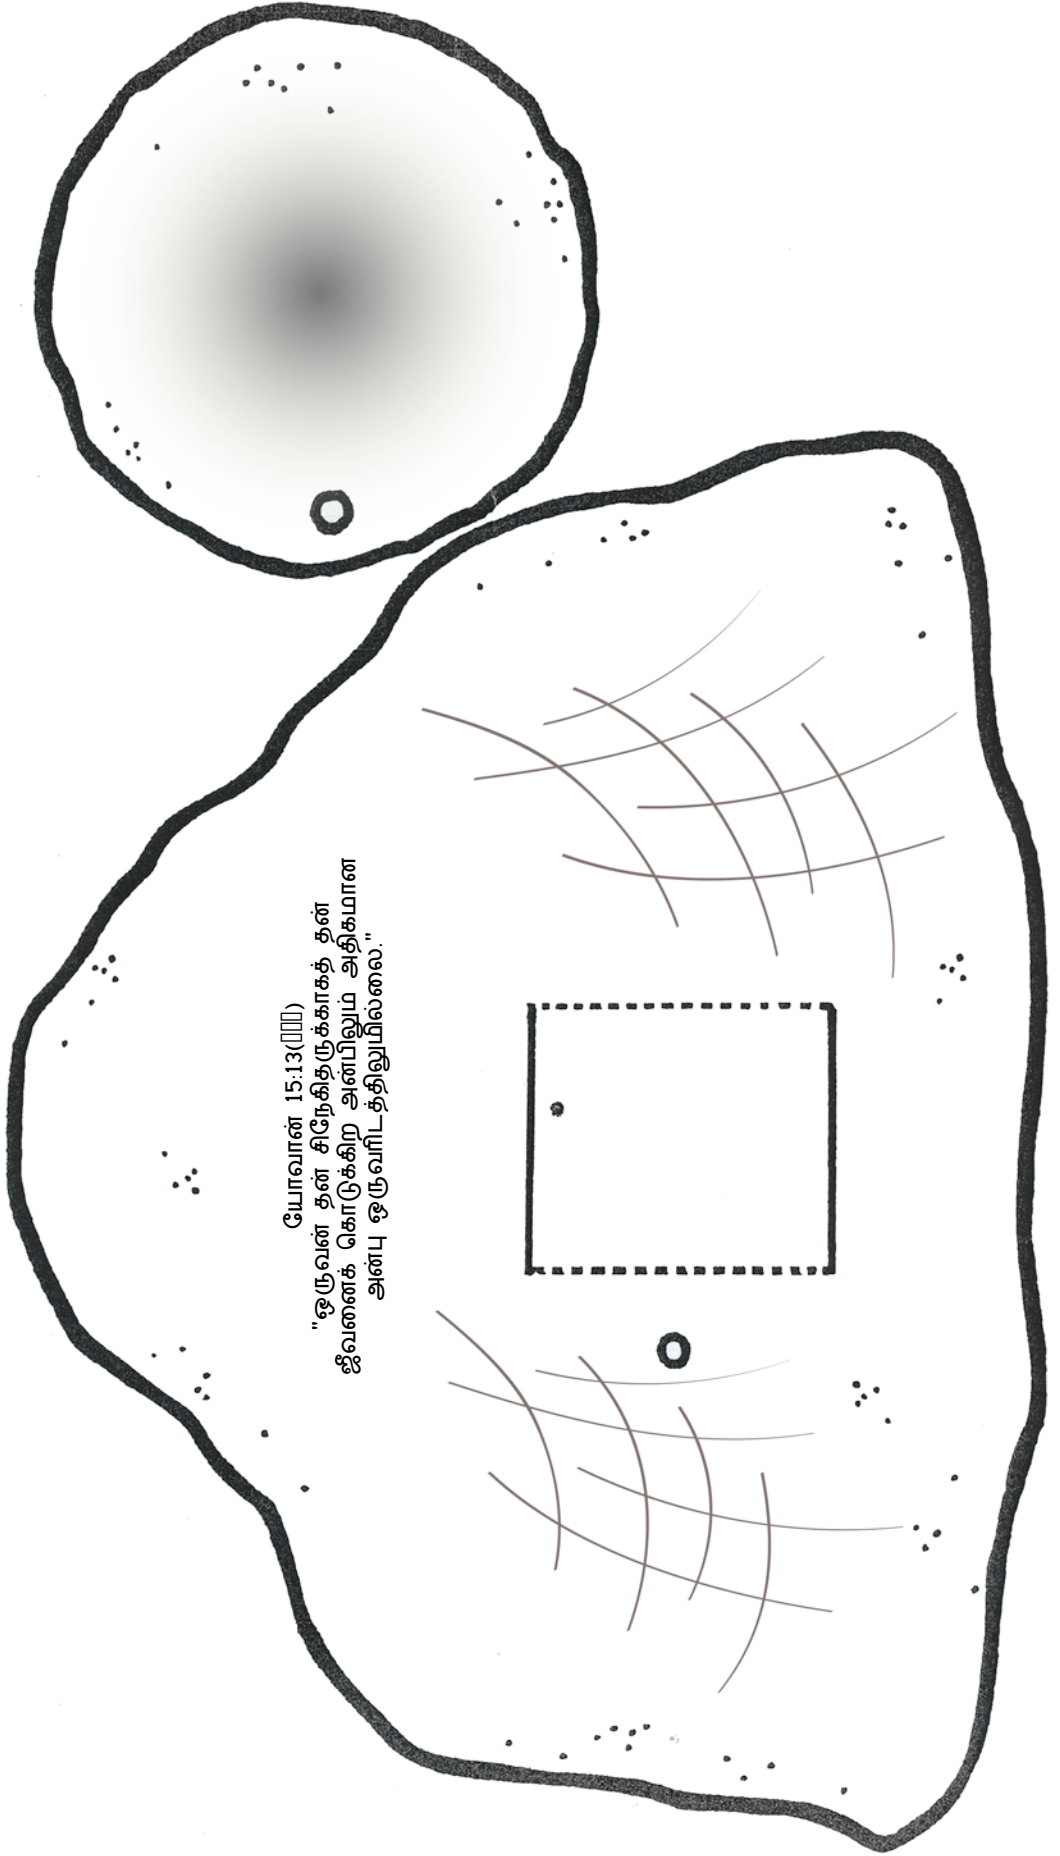 யோவான் 15:13(▯▯▯)
"ஒருவன் தன் சிநேகிதருக்காகத் தன்
ஜீவனைக் கொடுக்கிற அன்பிலும் அதிகமான
அன்பு ஒருவரிடத்திலுமில்லை."